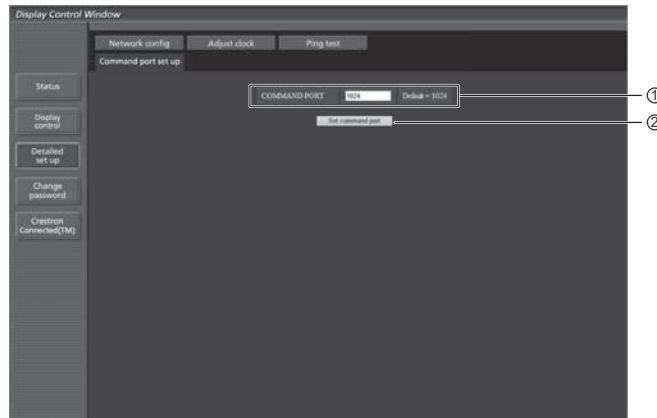 Display Control Window
Network config Adjust clock Ping test
Command port set up
Status
COMMAND PORT 1024 Default = 1024
①
Display
control
Set command port
②
Detailed
set up
Change
password
Crestron
Connected(TM)